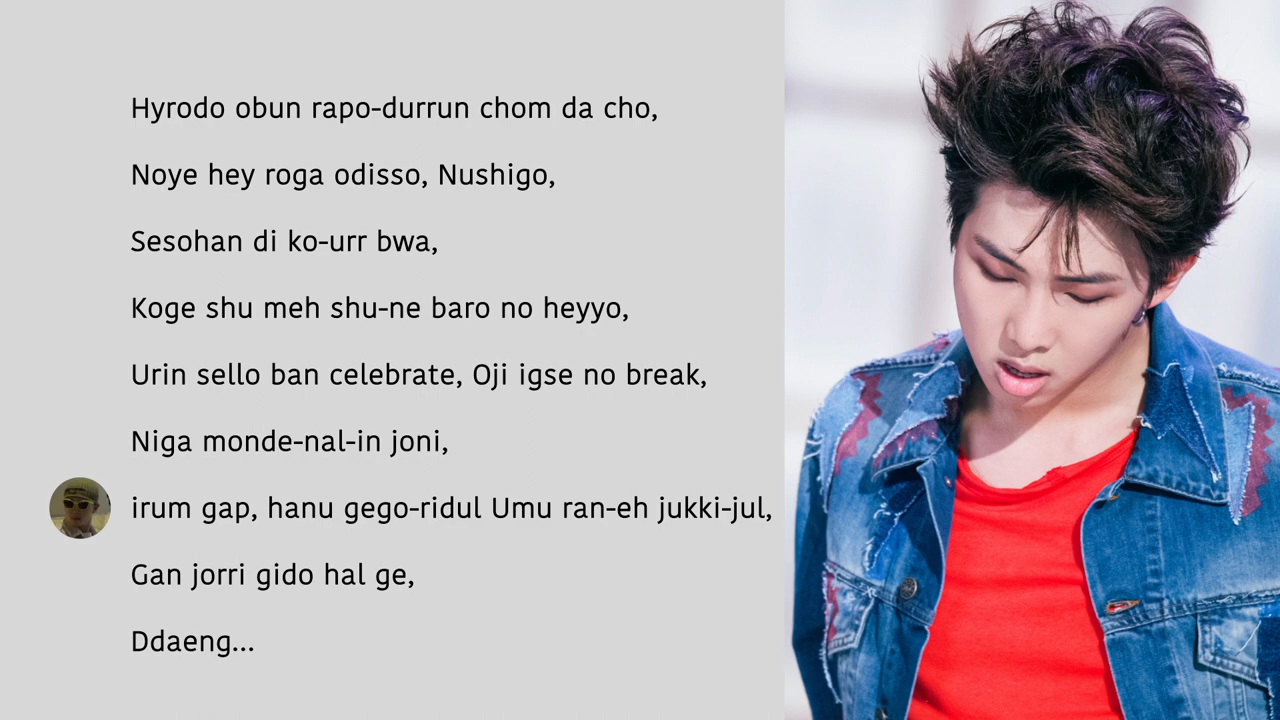 Hyrodo obun rapo-durrun chom da cho,
Noye hey roga odisso, Nushigo,
Sesohan di ko-urr bwa,
Koge shu meh shu-ne baro no heyyo,
Urin sello ban celebrate, Oji igse no break,
Niga monde-nal-in joni,
irum gap, hanu gego-ridul Umu ran-eh jukki-jul,
Gan jorri gido hal ge,
Ddaeng...